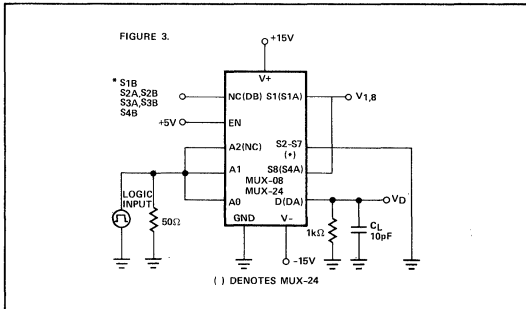 FIGURE 3.
+15V
* S1B
S2A,S2B
S3A,S3B
S4B
V+
NC(DB) S1(S1A)
V1,8
+5V
EN
A2(NC) S2-S7
(*)
A1 S8(S4A)
MUX-08
MUX-24
A0 D(DA)
VD
LOGIC
INPUT
50Ω
GND V-
1kΩ
CL
10pF
-15V
( ) DENOTES MUX-24